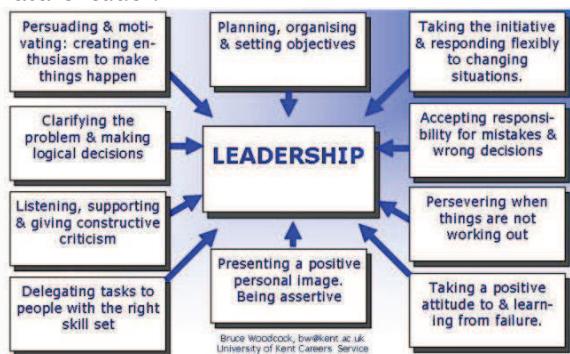 Persuading & moti-
vating: creating en-
thusiasm to make
things happen
Planning, organising
& setting objectives
Taking the initiative
& responding flexibly
to changing
situations.
Clarifying the
problem & making
logical decisions
LEADERSHIP
Accepting responsi-
bility for mistakes &
wrong decisions
Listening, supporting
& giving constructive
criticism
Persevering when
things are not
working out
Delegating tasks to
people with the right
skill set
Presenting a positive
personal image.
Being assertive
Taking a positive
attitude to & learn-
ing from failure.
Bruce Woodcock, bw@kent.ac.uk
University of Kent Careers Service